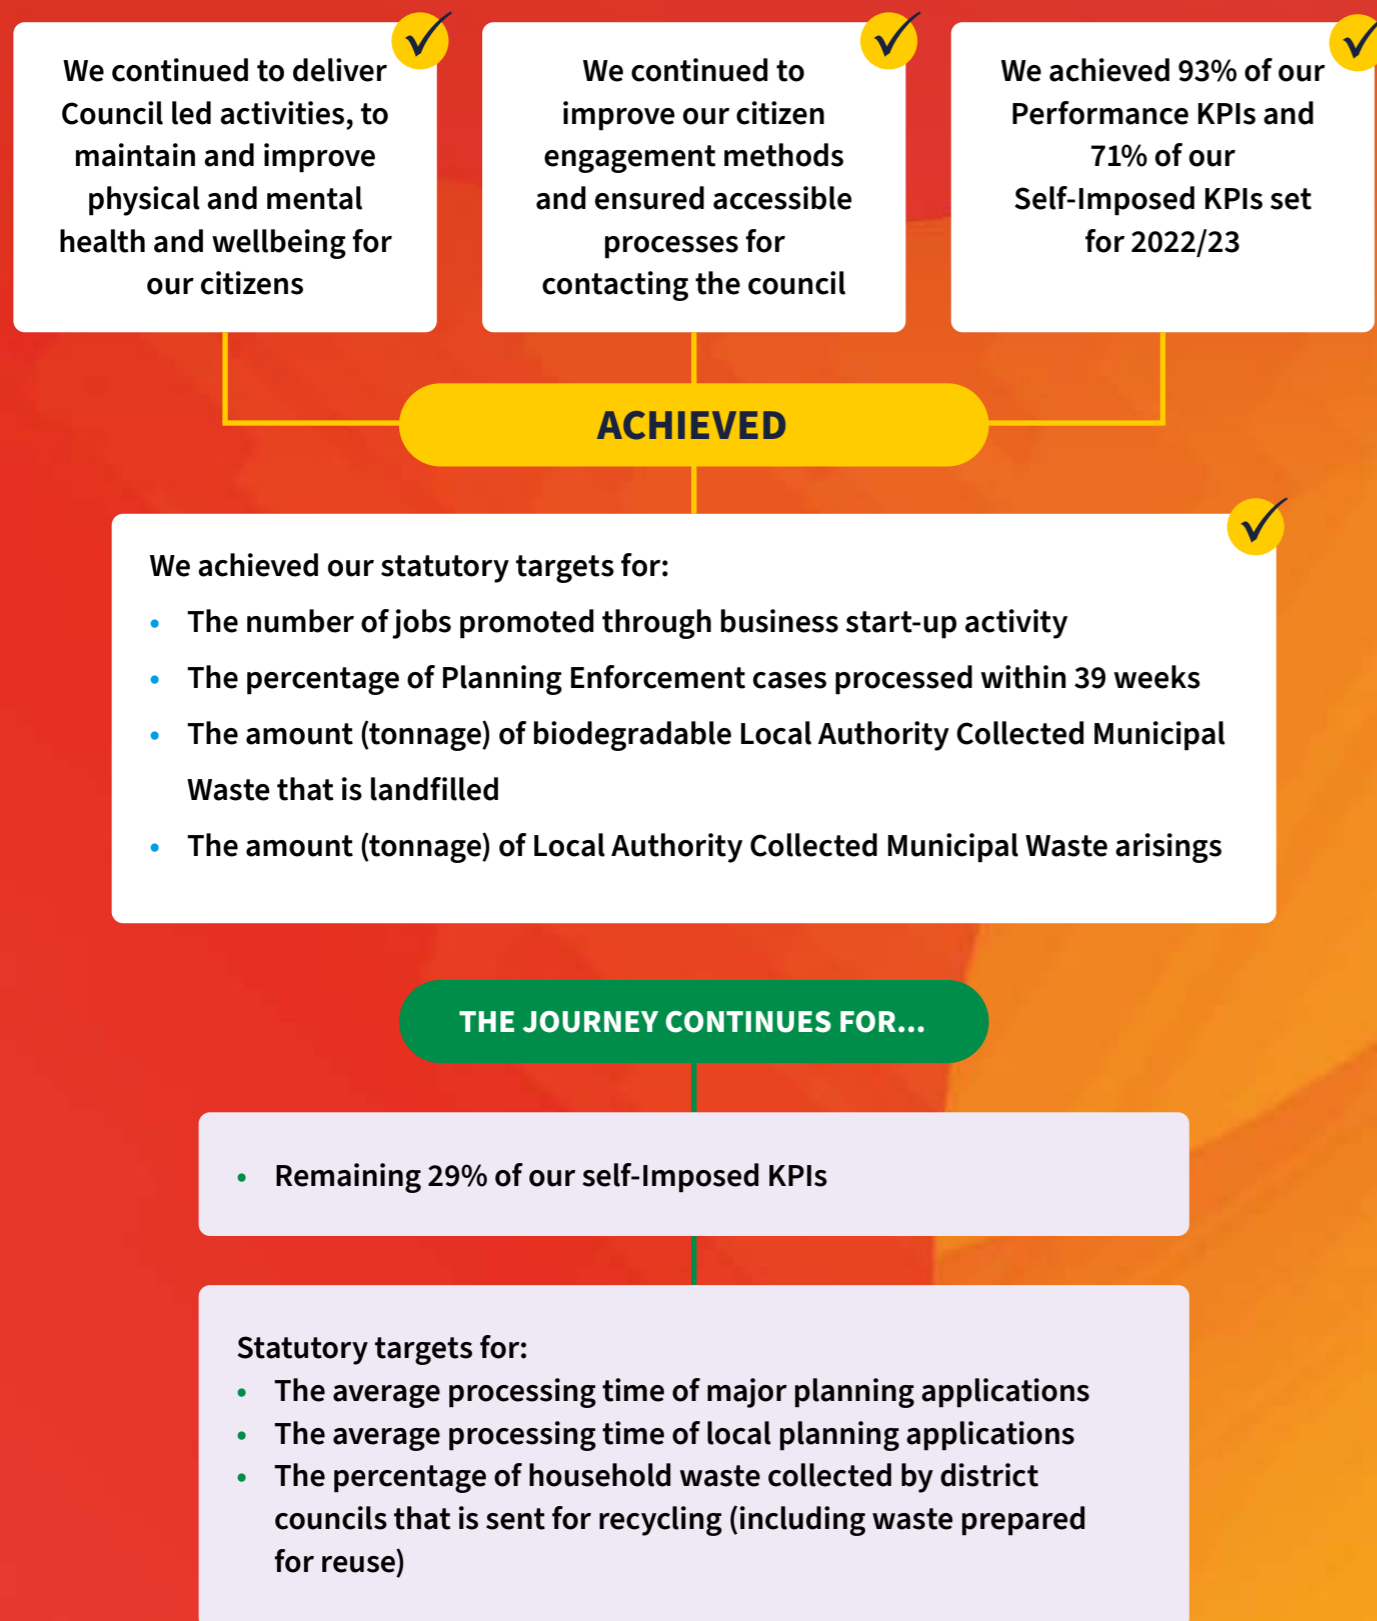 We continued to deliver
Council led activities, to
maintain and improve
physical and mental
health and wellbeing for
our citizens
We continued to
improve our citizen
engagement methods
and ensured accessible
processes for
contacting the council
We achieved 93% of our
Performance KPIs and
71% of our
Self-Imposed KPIs set
for 2022/23
ACHIEVED
We achieved our statutory targets for:
• The number of jobs promoted through business start-up activity
• The percentage of Planning Enforcement cases processed within 39 weeks
• The amount (tonnage) of biodegradable Local Authority Collected Municipal
Waste that is landfilled
• The amount (tonnage) of Local Authority Collected Municipal Waste arisings
THE JOURNEY CONTINUES FOR...
• Remaining 29% of our self-Imposed KPIs
Statutory targets for:
• The average processing time of major planning applications
• The average processing time of local planning applications
• The percentage of household waste collected by district
councils that is sent for recycling (including waste prepared
for reuse)